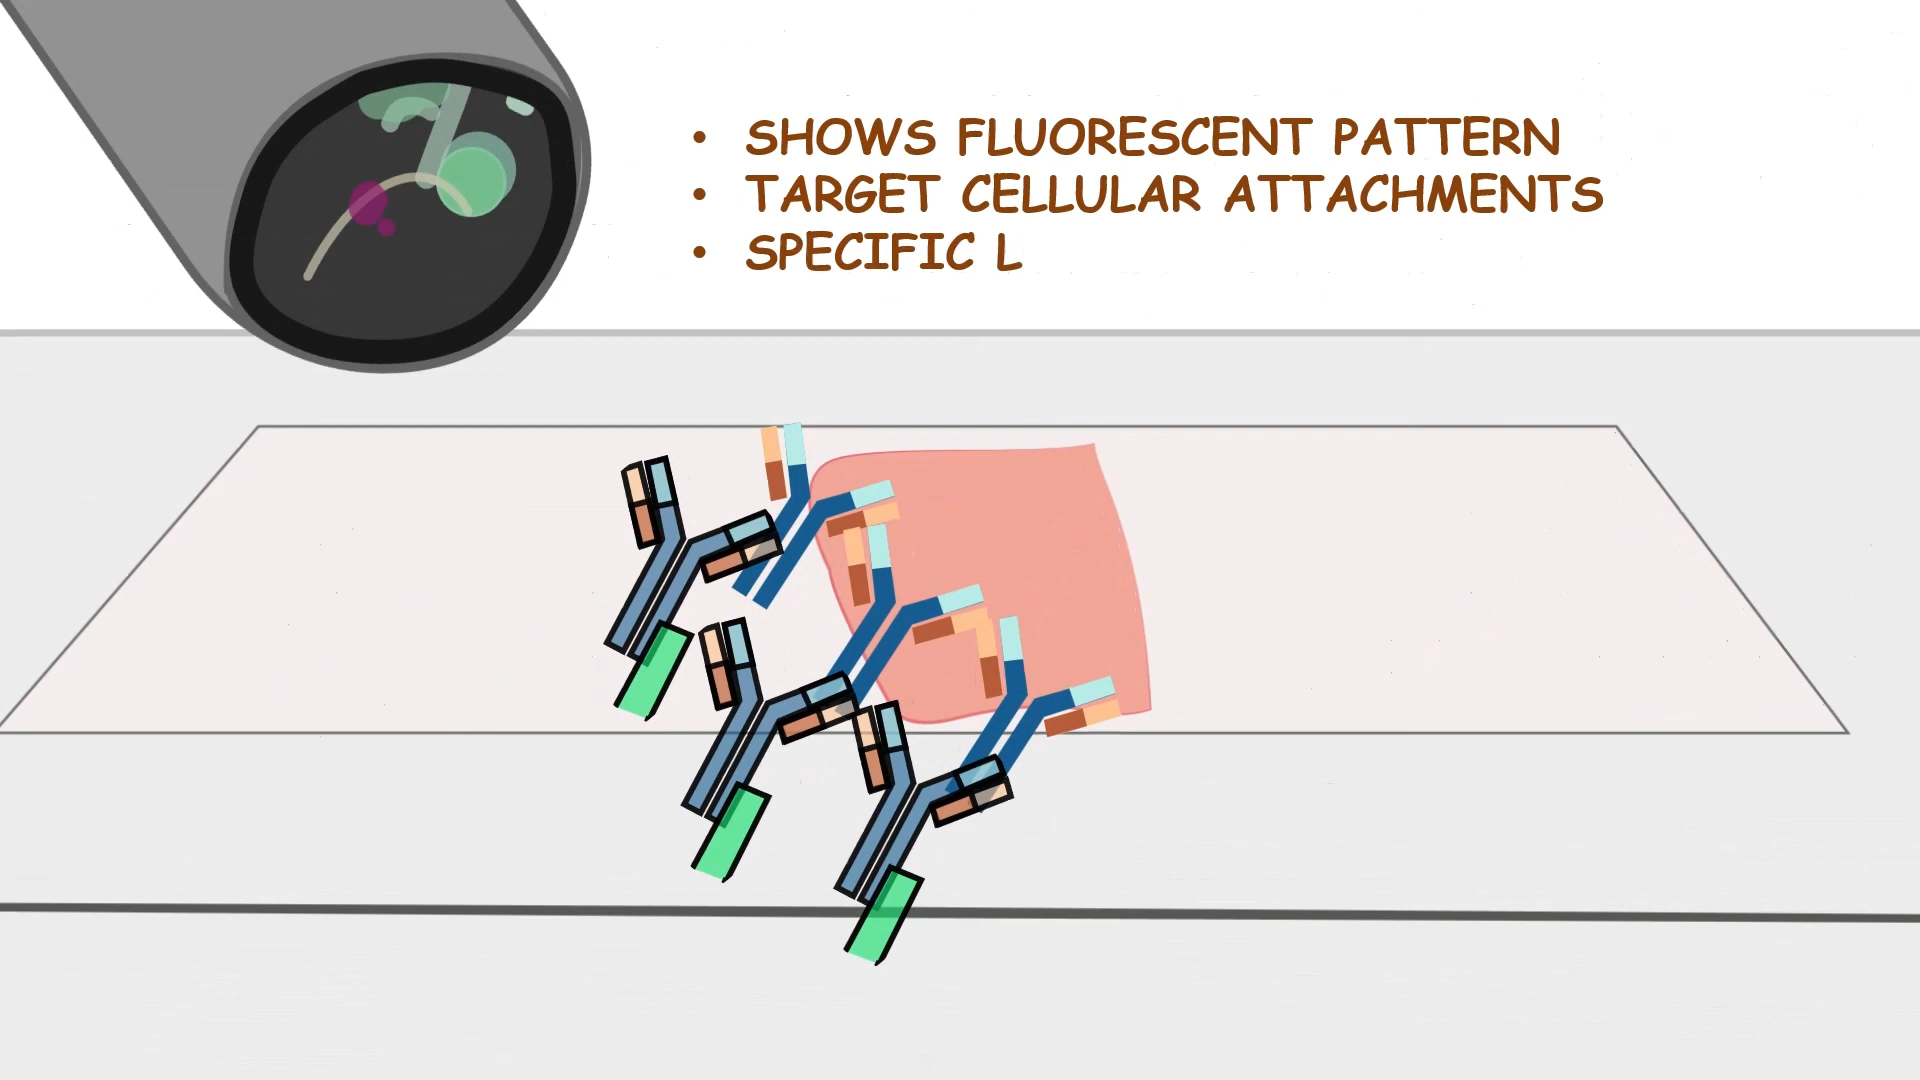 • SHOWS FLUORESCENT PATTERN
• TARGET CELLULAR ATTACHMENTS
• SPECIFIC L